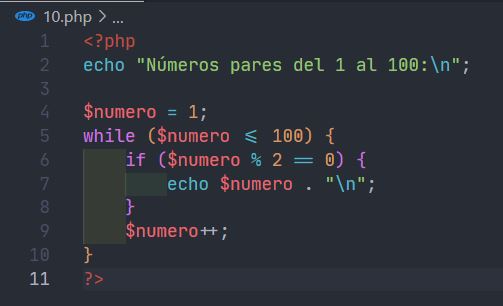 php 10.php > ...
1 <?php
2 echo "Números pares del 1 al 100:\n";
3
4 $numero = 1;
5 while ($numero <= 100) {
6     if ($numero % 2 == 0) {
7         echo $numero . "\n";
8     }
9     $numero++;
10 }
11 ?>